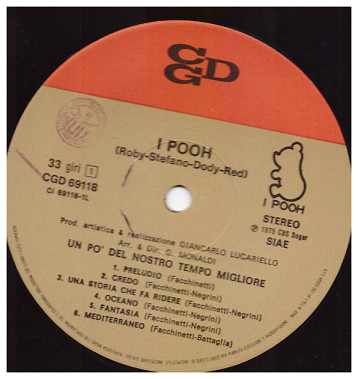 CGD
I POOH
(Roby-Stefano-Dody-Red)
33 giri 1
CGD 69118
CI 69118-1L
I POOH
STEREO
Ⓟ 1975 CBS Sugar
SIAE
Prod. artistica & realizzazione GIANCARLO LUCARIELLO
Arr. & Dir. G. MONALDI
UN PO' DEL NOSTRO TEMPO MIGLIORE
1. PRELUDIO (Facchinetti)
2. CREDO (Facchinetti-Negrini)
3. UNA STORIA CHE FA RIDERE (Facchinetti-Negrini)
4. OCEANO (Facchinetti-Negrini)
5. FANTASIA (Facchinetti-Negrini)
6. MEDITERRANEO (Facchinetti-Battaglia)